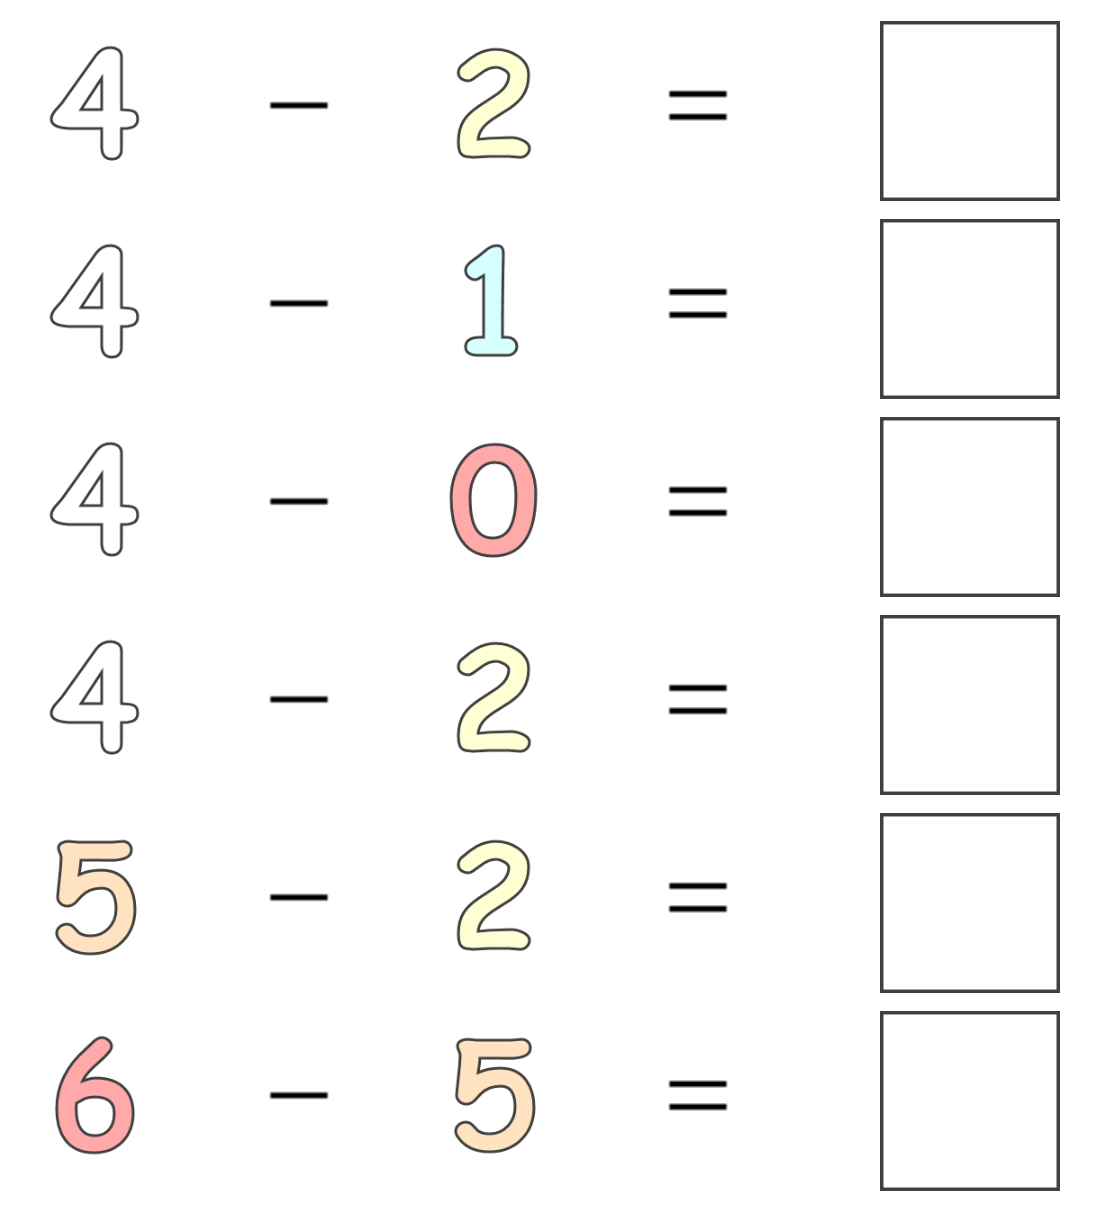 4 − 2 =
4 − 1 =
4 − 0 =
4 − 2 =
5 − 2 =
6 − 5 =